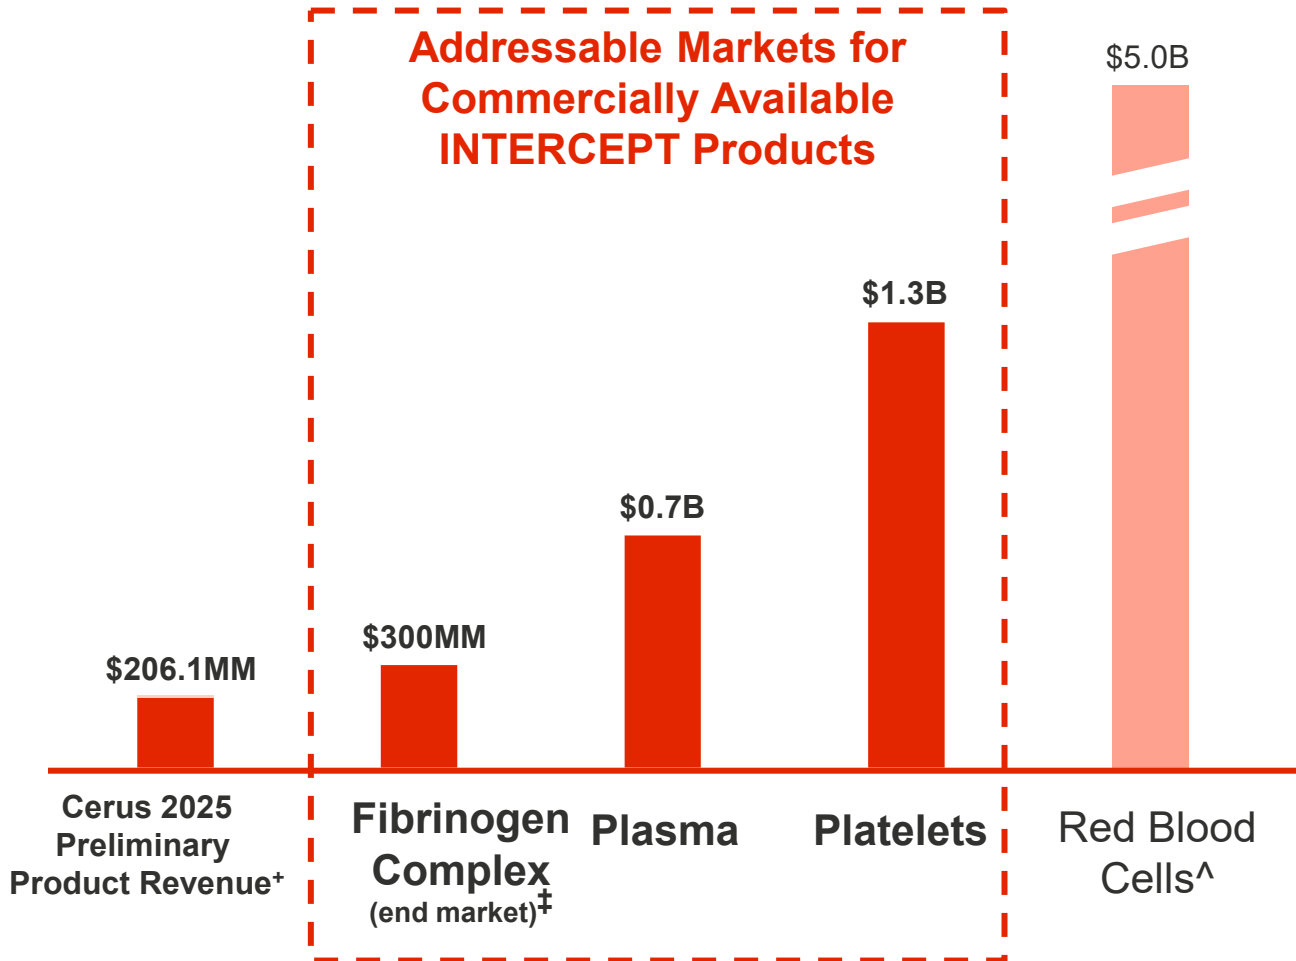 Addressable Markets for
Commercially Available
INTERCEPT Products
$5.0B
$1.3B
$0.7B
$300MM
$206.1MM
Cerus 2025
Preliminary
Product Revenue⁺
Fibrinogen
Complex
(end market)‡
Plasma
Platelets
Red Blood
Cells^